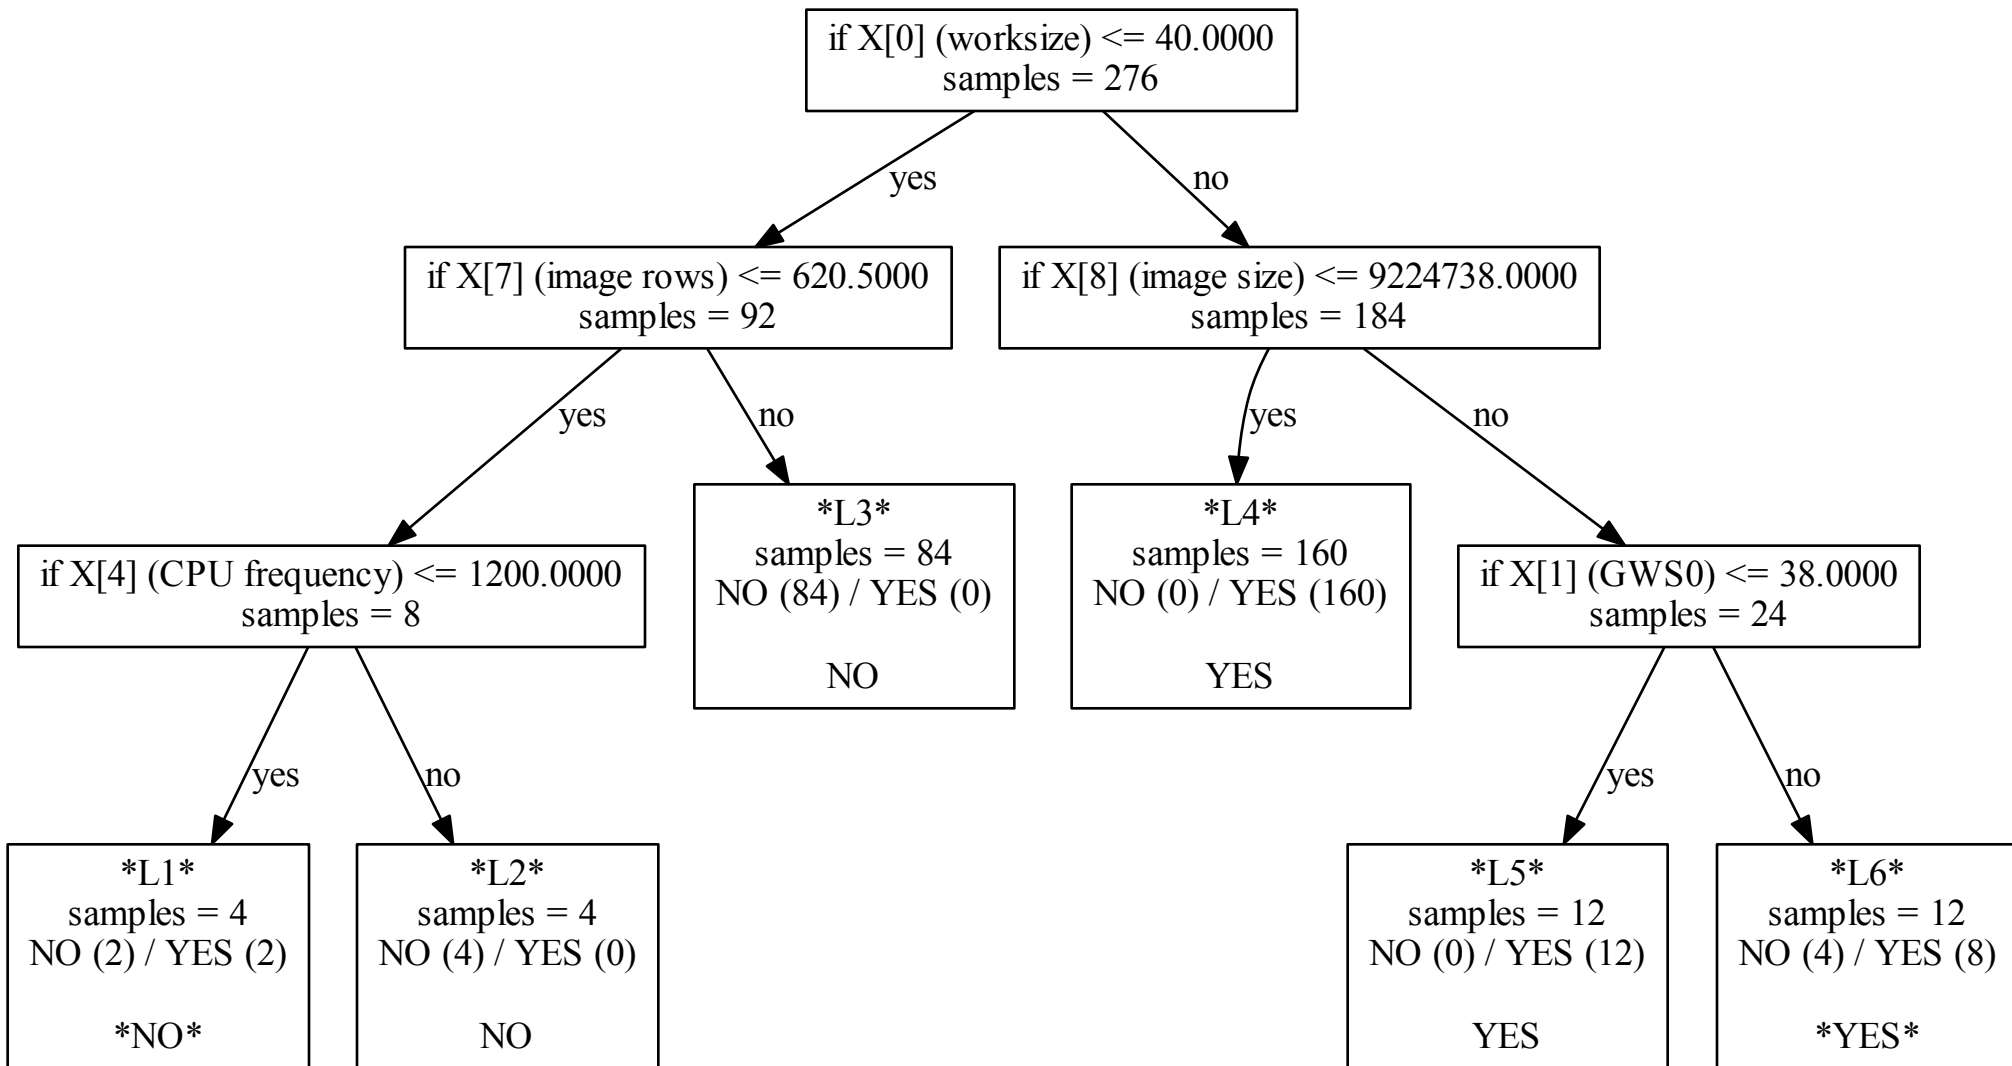 if X[0] (worksize) <= 40.0000
samples = 276
yes
no
if X[7] (image rows) <= 620.5000
samples = 92
if X[8] (image size) <= 9224738.0000
samples = 184
yes
no
yes
no
if X[4] (CPU frequency) <= 1200.0000
samples = 8
*L3*
samples = 84
NO (84) / YES (0)
NO
*L4*
samples = 160
NO (0) / YES (160)
YES
if X[1] (GWS0) <= 38.0000
samples = 24
yes
no
yes
no
*L1*
samples = 4
NO (2) / YES (2)
*NO*
*L2*
samples = 4
NO (4) / YES (0)
NO
*L5*
samples = 12
NO (0) / YES (12)
YES
*L6*
samples = 12
NO (4) / YES (8)
*YES*